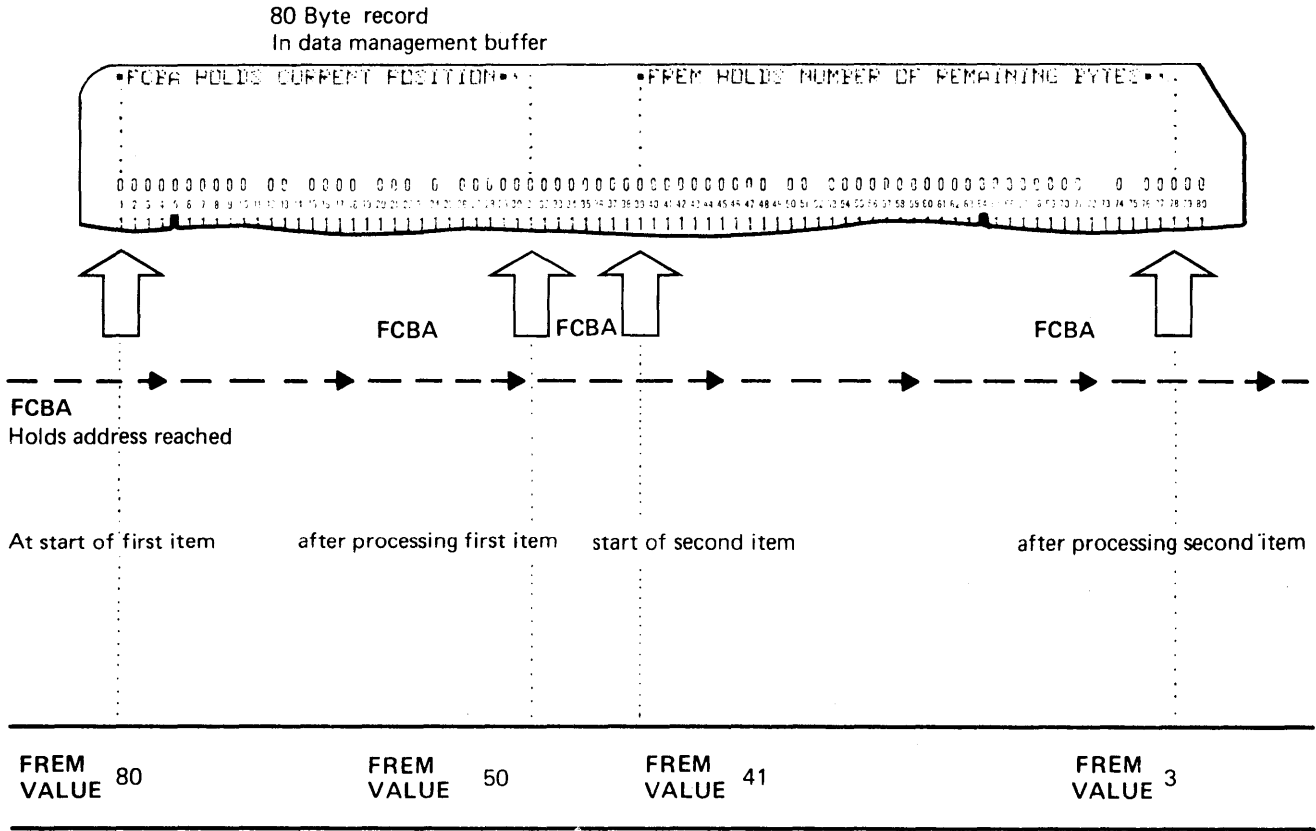 80 Byte record
In data management buffer
▪FCBA HOLDS CURRENT POSITION▪,
▪FREM HOLDS NUMBER OF REMAINING BYTES▪,
FCBA
FCBA
FCBA
FCBA
Holds address reached
At start of first item
after processing first item
start of second item
after processing second item
FREM
VALUE 80
FREM
VALUE 50
FREM
VALUE 41
FREM
VALUE 3